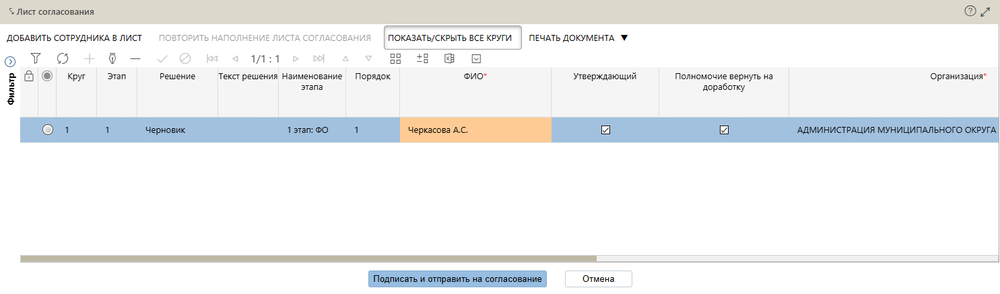 Лист согласования
ДОБАВИТЬ СОТРУДНИКА В ЛИСТ ПОВТОРИТЬ НАПОЛНЕНИЕ ЛИСТА СОГЛАСОВАНИЯ ПОКАЗАТЬ/СКРЫТЬ ВСЕ КРУГИ ПЕЧАТЬ ДОКУМЕНТА ▼
1/1 : 1
Фильтр
Круг Этап Решение Текст решения Наименование этапа Порядок ФИО* Утверждающий Полномочие вернуть на доработку Организация*
1 1 Черновик 1 этап: ФО 1 Черкасова А.С. АДМИНИСТРАЦИЯ МУНИЦИПАЛЬНОГО ОКРУГА
Подписать и отправить на согласование Отмена